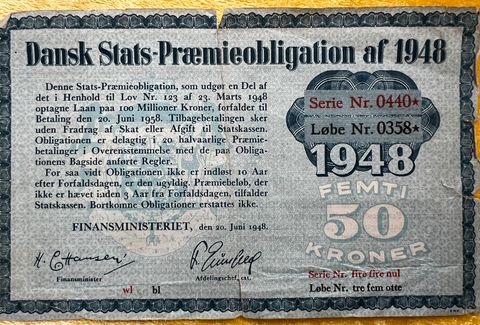 Dansk Stats-Præmieobligation af 1948
Denne Stats-Præmieobligation, som udgør en Del af
det i Henhold til Lov Nr. 123 af 23. Marts 1948
optagne Laan paa 100 Millioner Kroner, forfalder til
Betaling den 20. Juni 1958. Tilbagebetalingen sker
uden Fradrag af Skat eller Afgift til Statskassen.
Obligationen er delagtig i 20 halvaarlige Præmie-
betalinger i Overensstemmelse med de paa Obliga-
tionens Bagside anførte Regler.
For saa vidt Obligationen ikke er indløst 10 Aar
efter Forfaldsdagen, er den ugyldig. Præmiebeløb, der
ikke er hævet inden 3 Aar fra Forfaldsdagen, tilfalder
Statskassen. Bortkomne Obligationer erstattes ikke.
FINANSMINISTERIET, den 20. Juni 1948.
H. C. Hansen
Finansminister
Afdelingschef, cst.
wl bl
Serie Nr. 0440★
Løbe Nr. 0358★
1948
FEMTI
50
KRONER
Serie Nr. fire fire nul
Løbe Nr. tre fem otte